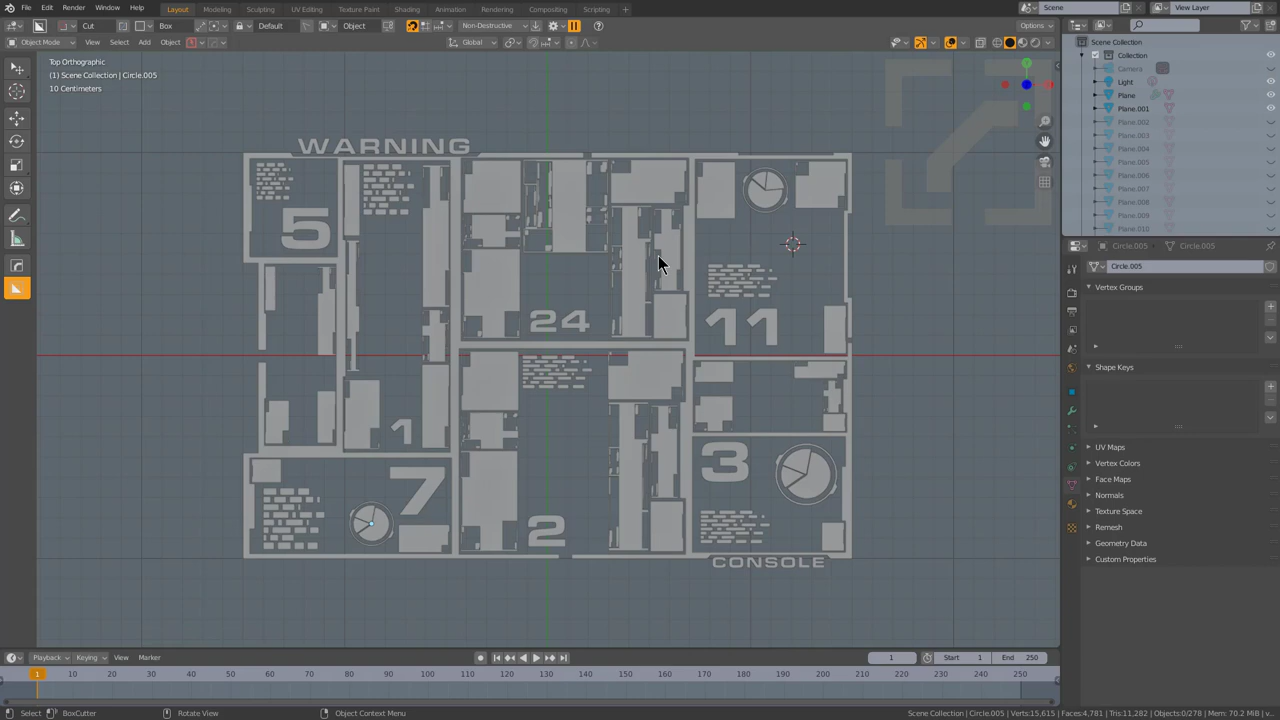 File Edit Render Window Help Layout Modeling Sculpting UV Editing Texture Paint Shading Animation Rendering Compositing Scripting + Scene View Layer
Cut Box Default Object Non-Destructive Options
Object Mode View Select Add Object Global
Top Orthographic
(1) Scene Collection | Circle.005
10 Centimeters
WARNING
5
24
11
1
3
7
2
CONSOLE
Scene Collection
Collection
Camera
Light
Plane
Plane.001
Plane.002
Plane.003
Plane.004
Plane.005
Plane.006
Plane.007
Plane.008
Plane.009
Plane.010
Circle.005 Circle.005
Circle.005
Vertex Groups
Shape Keys
UV Maps
Vertex Colors
Face Maps
Normals
Texture Space
Remesh
Geometry Data
Custom Properties
Playback Keying View Marker 1 Start 1 End 250
1 10 20 30 40 50 60 70 80 90 100 110 120 130 140 150 160 170 180 190 200 210 220 230 240 250
Select BoxCutter Rotate View Object Context Menu Scene Collection | Circle.005 | Verts:15,615 | Faces:4,781 | Tris:11,282 | Objects:0/278 | Mem: 70.2 MiB | v...